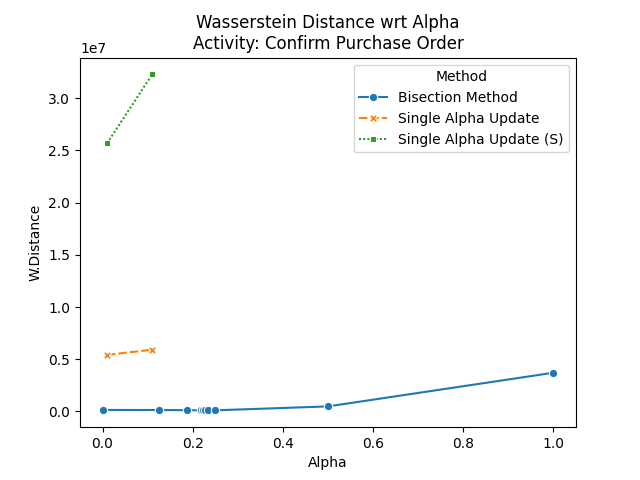 Wasserstein Distance wrt Alpha
Activity: Confirm Purchase Order
1e7
Method
Bisection Method
Single Alpha Update
Single Alpha Update (S)
3.0
2.5
2.0
1.5
1.0
0.5
0.0
W.Distance
0.0 0.2 0.4 0.6 0.8 1.0
Alpha